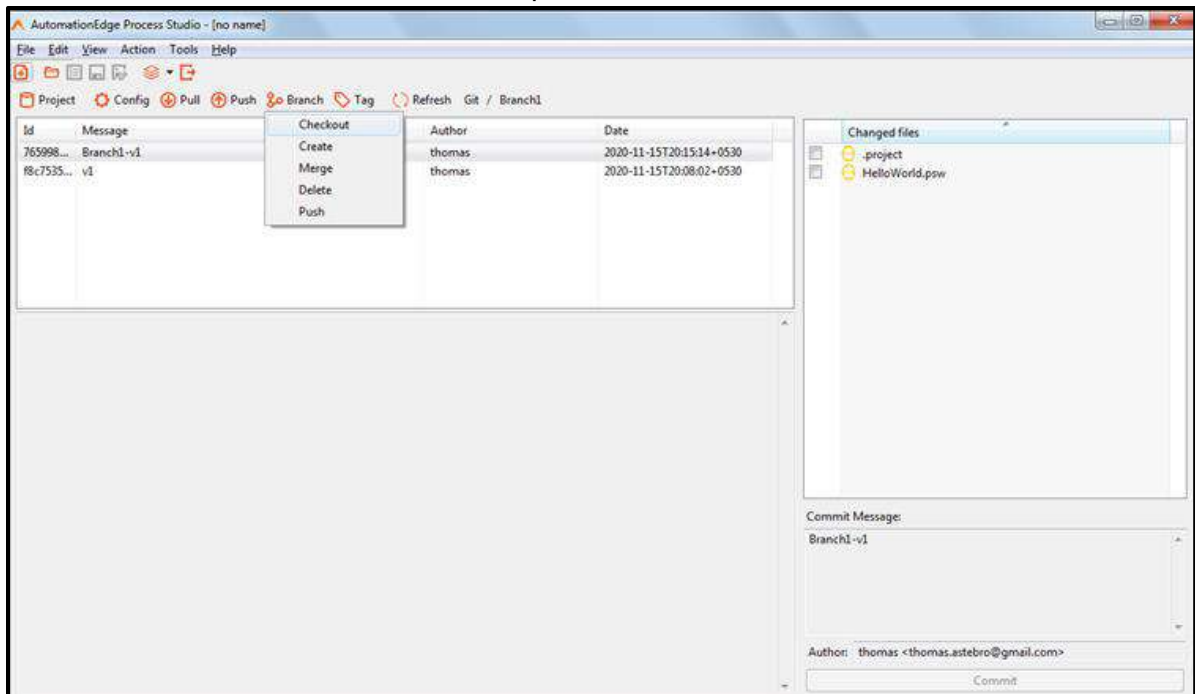 AutomationEdge Process Studio - [no name]
File Edit View Action Tools Help
Project Config Pull Push Branch Tag Refresh Git / Branch1
Id Message Author Date
765998... Branch1-v1 thomas 2020-11-15T20:15:14+0530
f8c7535... v1 thomas 2020-11-15T20:08:02+0530
Checkout
Create
Merge
Delete
Push
Changed files
.project
HelloWorld.psw
Commit Message:
Branch1-v1
Author: thomas <thomas.astebro@gmail.com>
Commit